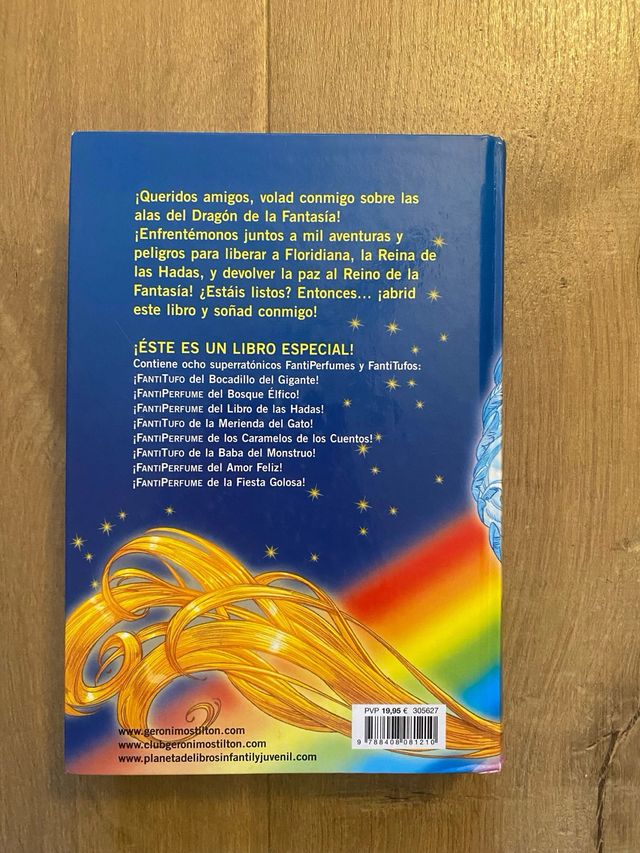 ¡Queridos amigos, volad conmigo sobre las
alas del Dragón de la Fantasía!
¡Enfrentémonos juntos a mil aventuras y
peligros para liberar a Floridiana, la Reina de
las Hadas, y devolver la paz al Reino de la
Fantasía! ¿Estáis listos? Entonces... ¡abrid
este libro y soñad conmigo!
¡ÉSTE ES UN LIBRO ESPECIAL!
Contiene ocho superratónicos FantiPerfumes y FantiTufos:
¡FANTITUFO del Bocadillo del Gigante!
¡FANTIPERFUME del Bosque Élfico!
¡FANTIPERFUME del Libro de las Hadas!
¡FANTITUFO de la Merienda del Gato!
¡FANTIPERFUME de los Caramelos de los Cuentos!
¡FANTITUFO de la Baba del Monstruo!
¡FANTIPERFUME del Amor Feliz!
¡FANTIPERFUME de la Fiesta Golosa!
PVP 19,95 € 305627
9 788408 081210
www.geronimostilton.com
www.clubgeronimostilton.com
www.planetadelibrosinfantilyjuvenil.com